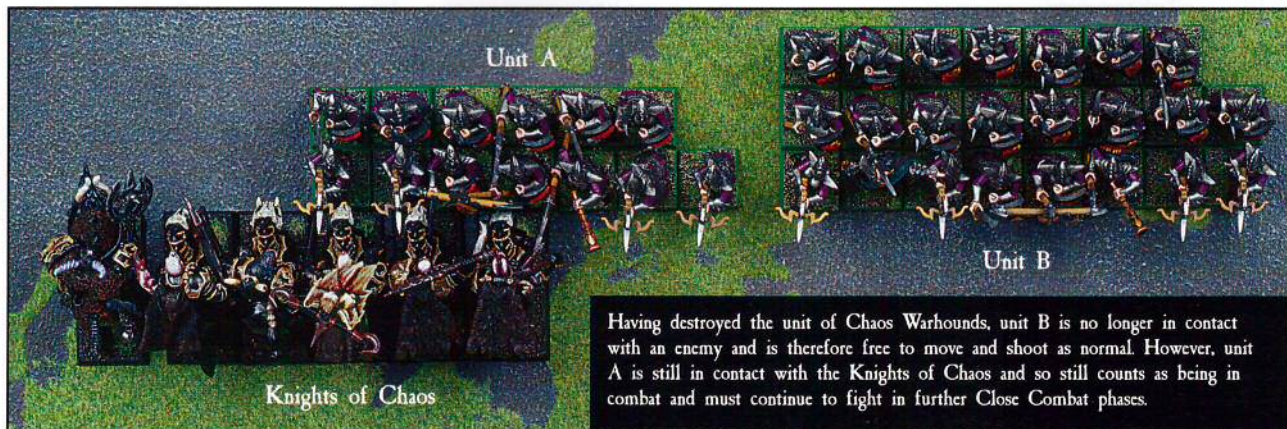 Unit A
Unit B
Knights of Chaos
Having destroyed the unit of Chaos Warhounds, unit B is no longer in contact
with an enemy and is therefore free to move and shoot as normal. However, unit
A is still in contact with the Knights of Chaos and so still counts as being in
combat and must continue to fight in further Close Combat phases.